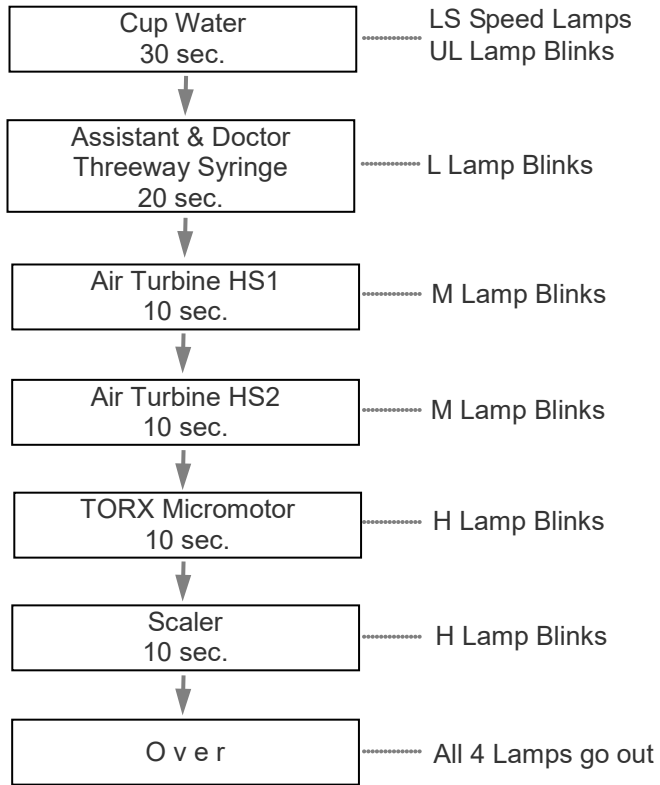 Cup Water
30 sec.
LS Speed Lamps
UL Lamp Blinks
Assistant & Doctor
Threeway Syringe
20 sec.
L Lamp Blinks
Air Turbine HS1
10 sec.
M Lamp Blinks
Air Turbine HS2
10 sec.
M Lamp Blinks
TORX Micromotor
10 sec.
H Lamp Blinks
Scaler
10 sec.
H Lamp Blinks
O v e r
All 4 Lamps go out